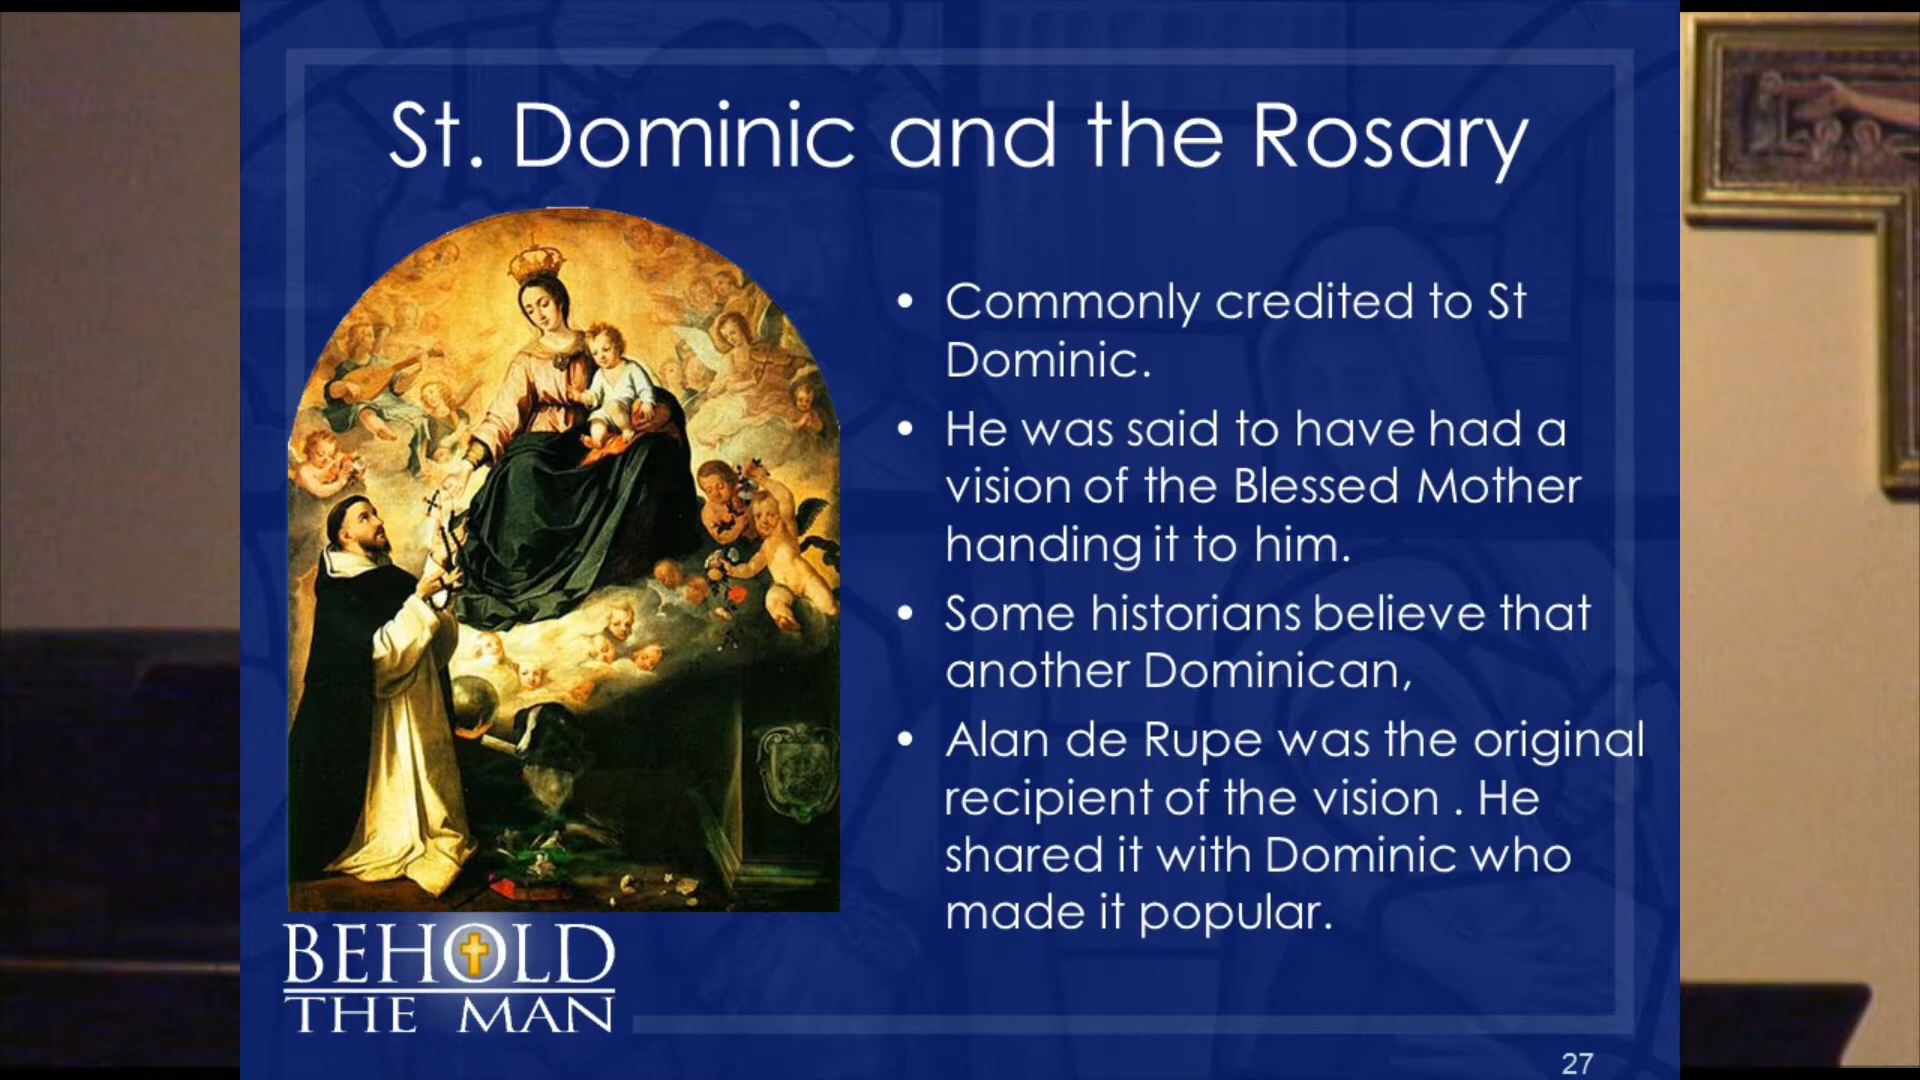 St. Dominic and the Rosary
• Commonly credited to St
Dominic.
• He was said to have had a
vision of the Blessed Mother
handing it to him.
• Some historians believe that
another Dominican,
• Alan de Rupe was the original
recipient of the vision . He
shared it with Dominic who
made it popular.
BEHOLD
THE MAN
27